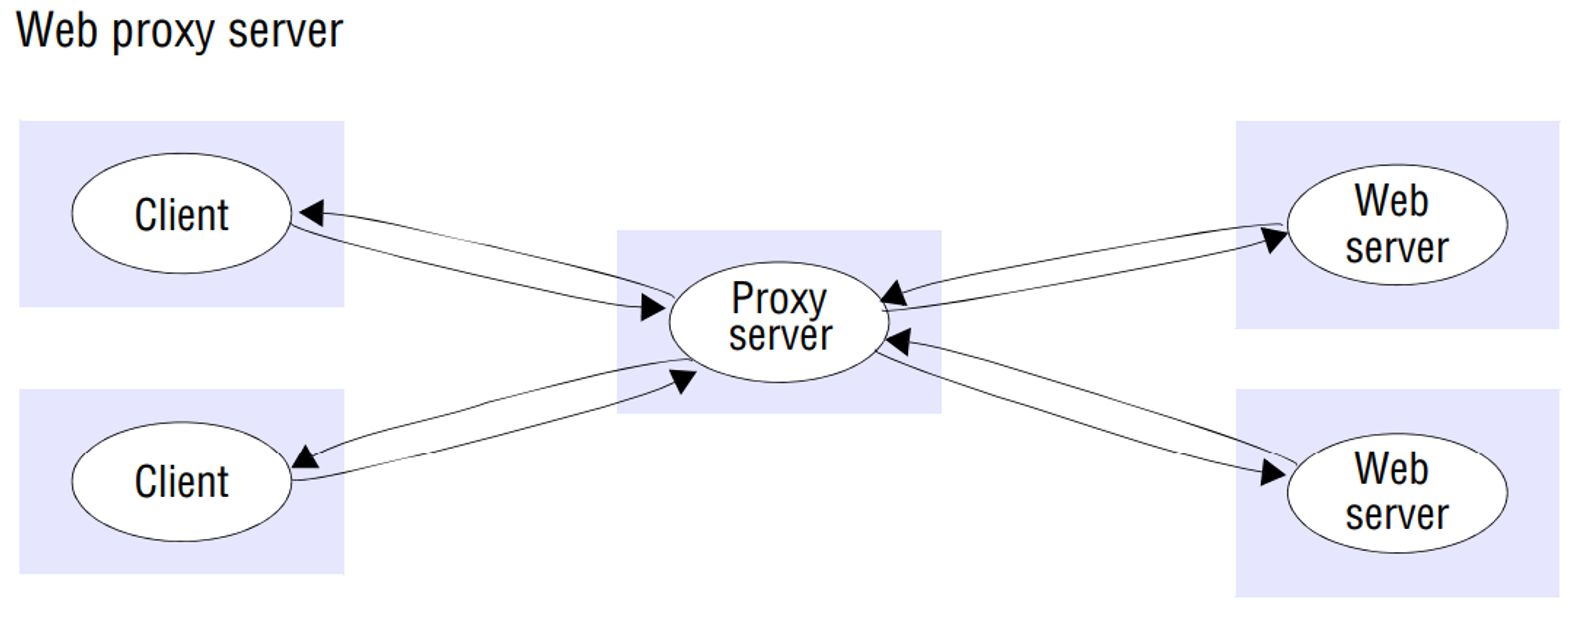 Web proxy server
Client
Web
server
Proxy
server
Client
Web
server